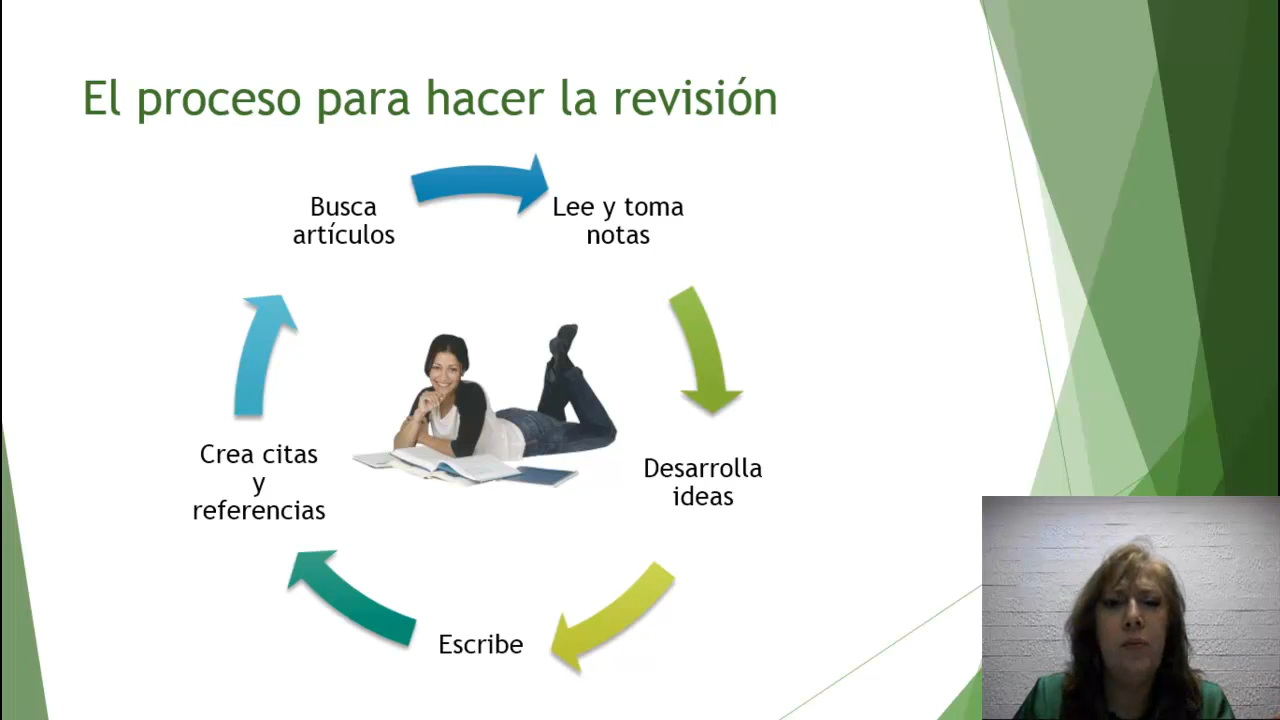 El proceso para hacer la revisión
Busca
artículos
Lee y toma
notas
Desarrolla
ideas
Escribe
Crea citas
y
referencias